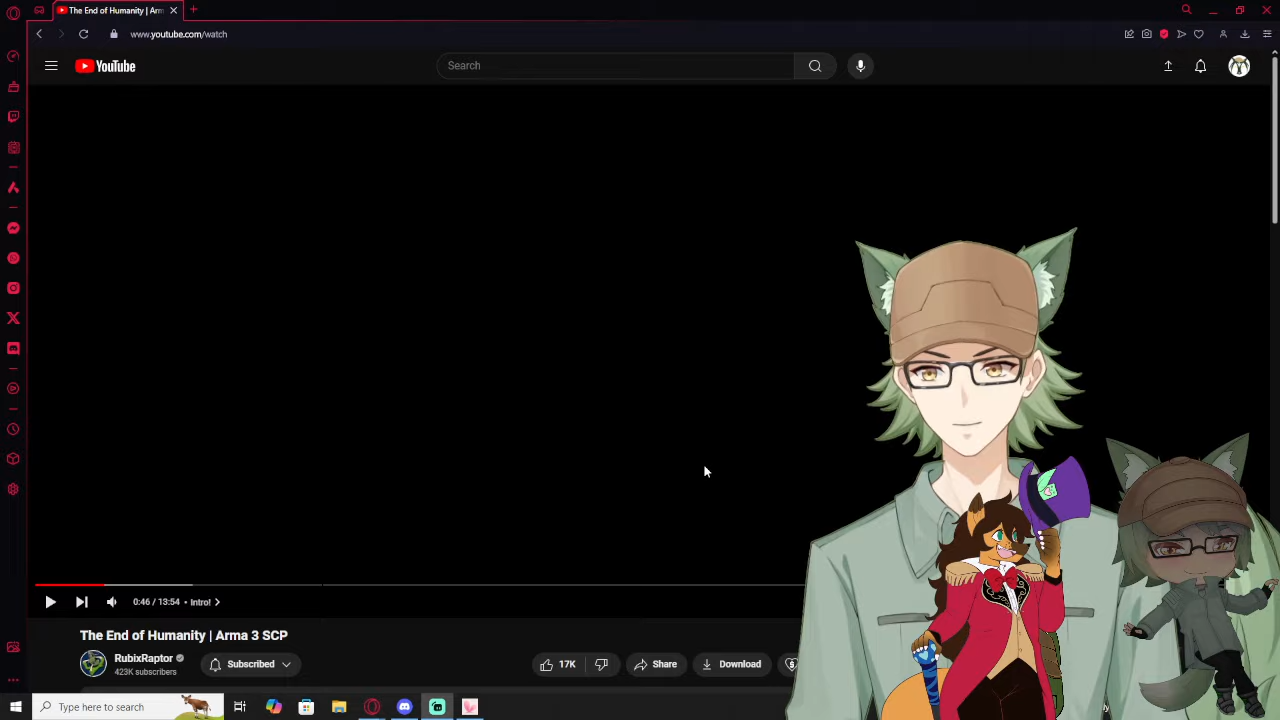 The End of Humanity | Arm
www.youtube.com/watch
YouTube
Search
0:46 / 13:54 • Intro!
The End of Humanity | Arma 3 SCP
RubixRaptor
423K subscribers
Subscribed
17K
Share
Download
Type here to search